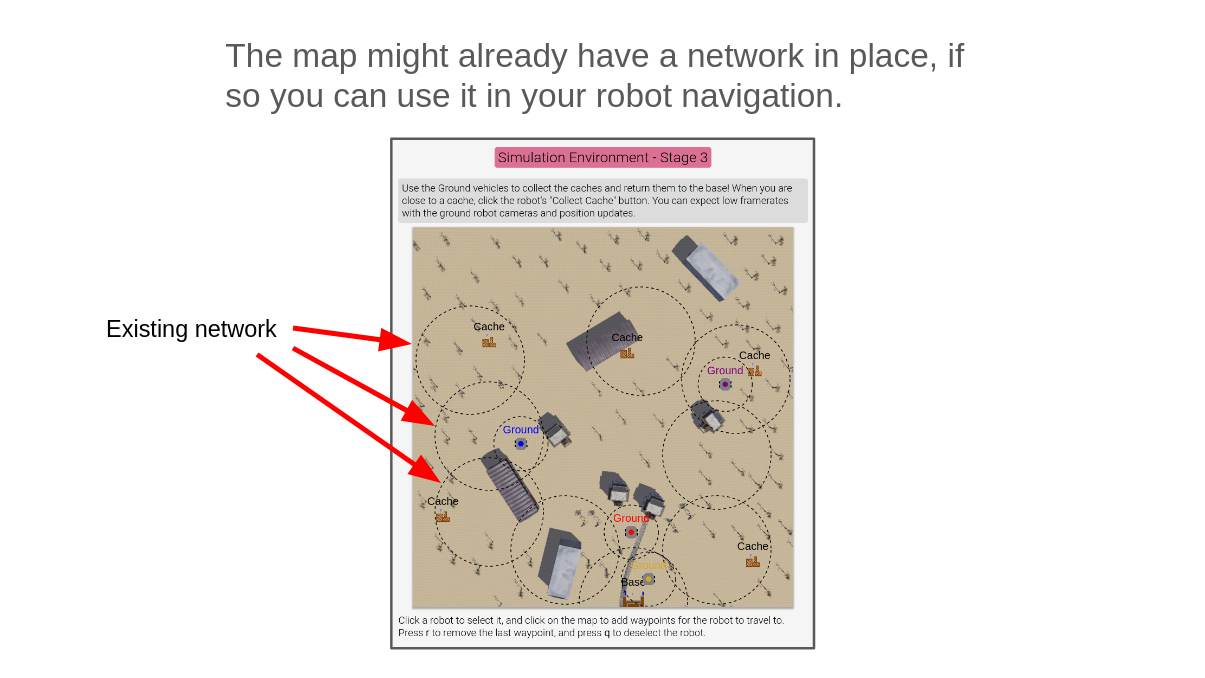 The map might already have a network in place, if
so you can use it in your robot navigation.
Simulation Environment - Stage 3
Use the Ground vehicles to collect the caches and return them to the base! When you are
close to a cache, click the robot's "Collect Cache" button. You can expect low framerates
with the ground robot cameras and position updates.
Existing network
Cache
Cache
Cache
Ground
Ground
Cache
Ground
Cache
Ground
Base
Click a robot to select it, and click on the map to add waypoints for the robot to travel to.
Press r to remove the last waypoint, and press q to deselect the robot.